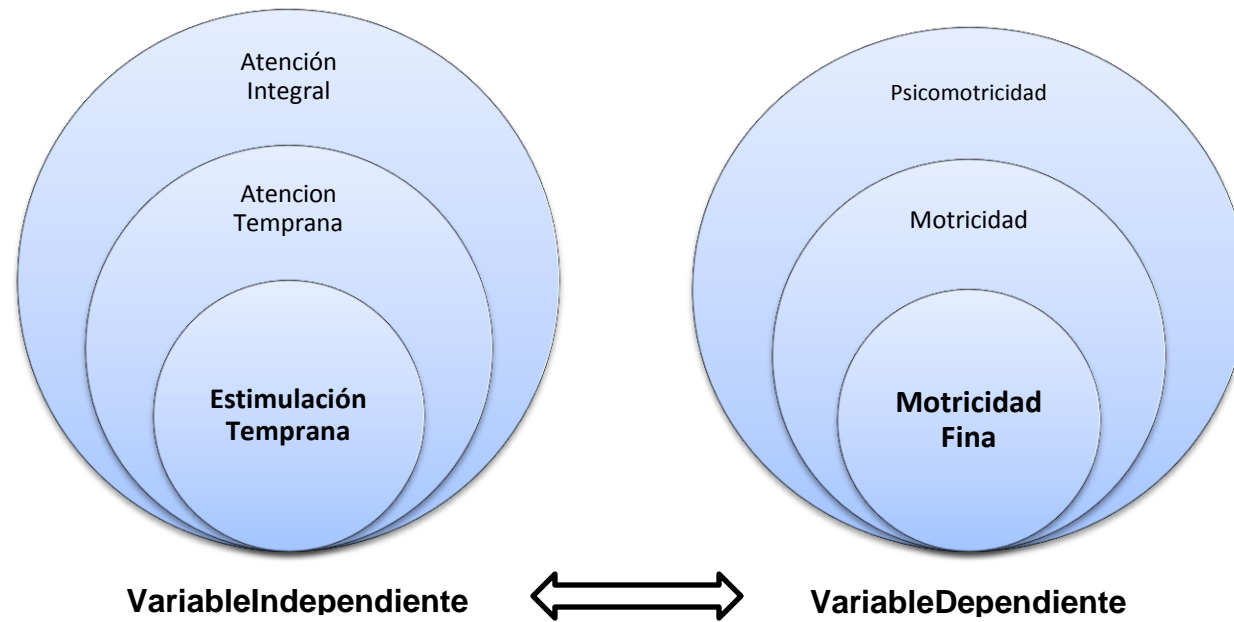 Atención
Integral
Atencion
Temprana
Estimulación
Temprana
Psicomotricidad
Motricidad
Motricidad
Fina
VariableIndependiente
VariableDependiente